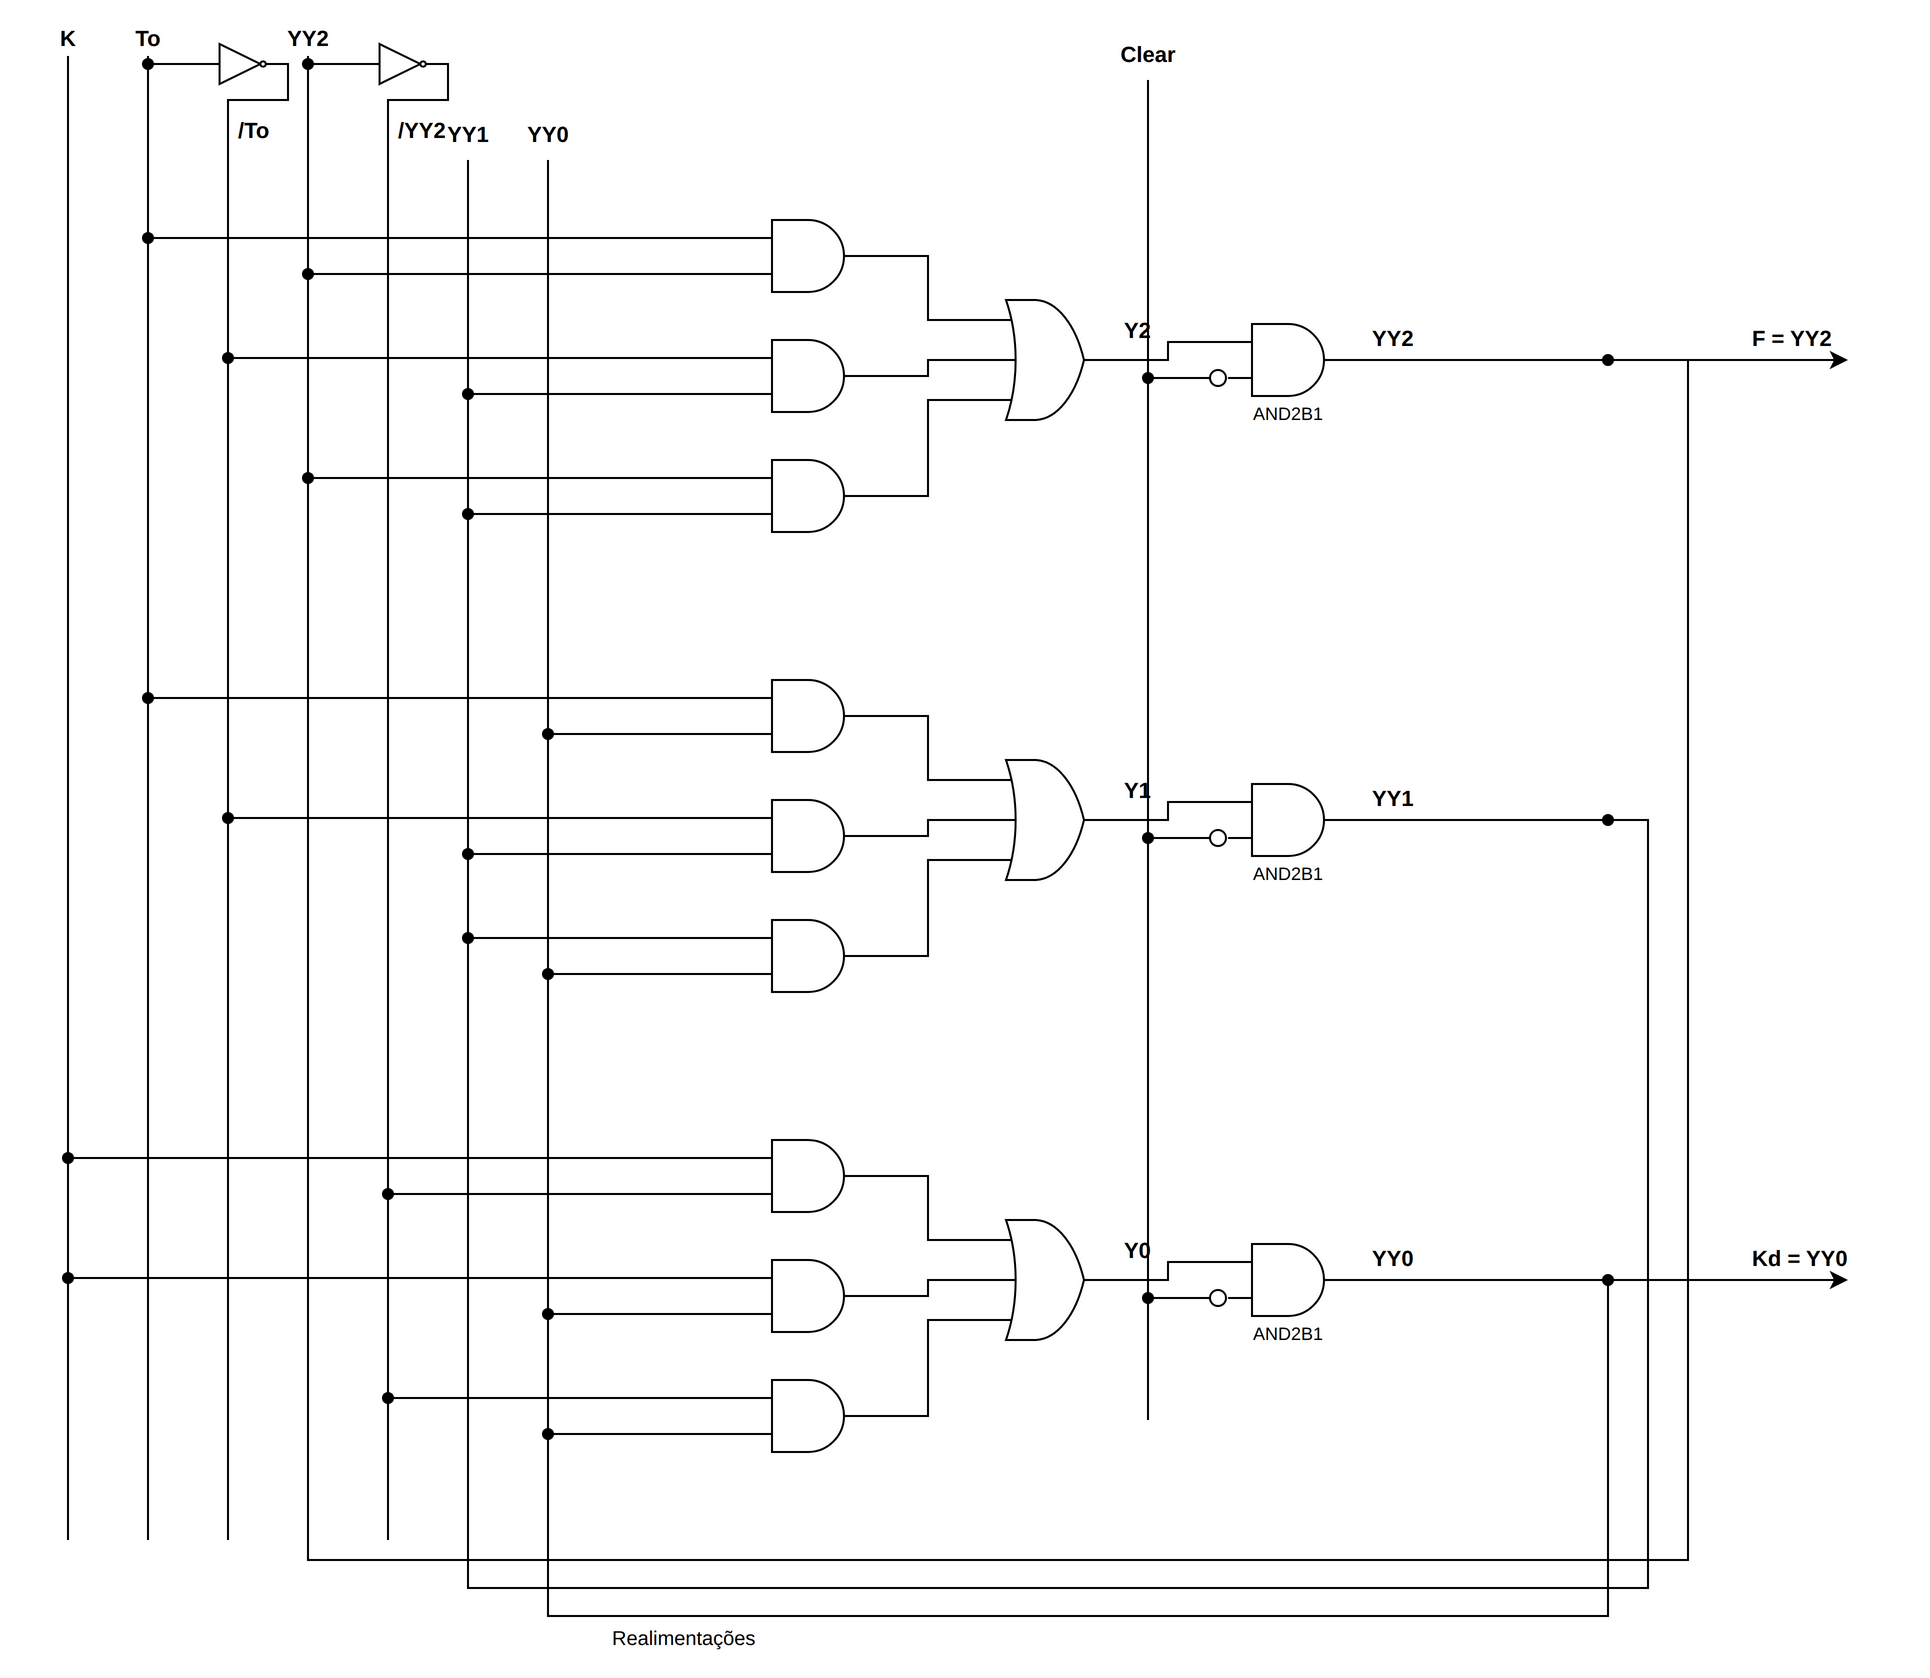 K
To
YY2
Clear
/To
/YY2
YY1
YY0
Y2
YY2
F = YY2
AND2B1
Y1
YY1
AND2B1
Y0
YY0
Kd = YY0
AND2B1
Realimentações